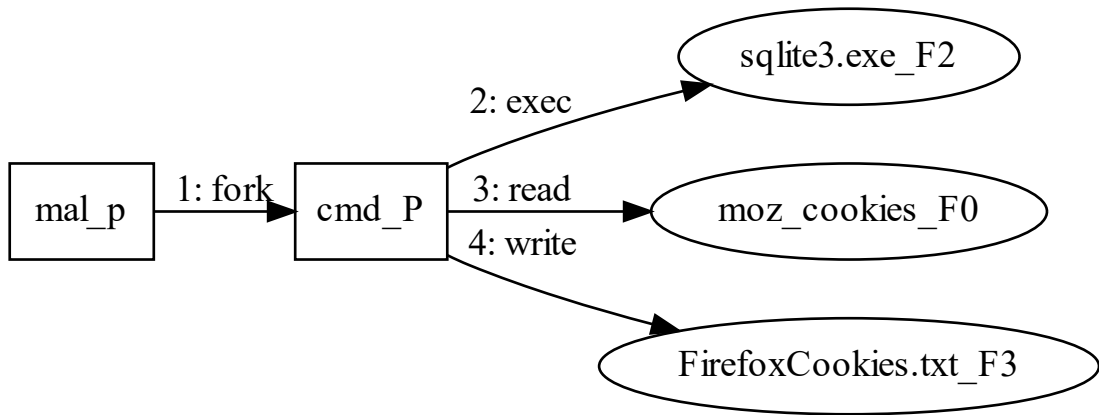 sqlite3.exe_F2
2: exec
mal_p
1: fork
cmd_P
3: read
moz_cookies_F0
4: write
FirefoxCookies.txt_F3